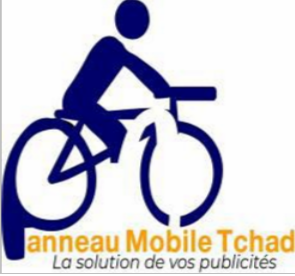 Panneau Mobile Tchad
La solution de vos publicités